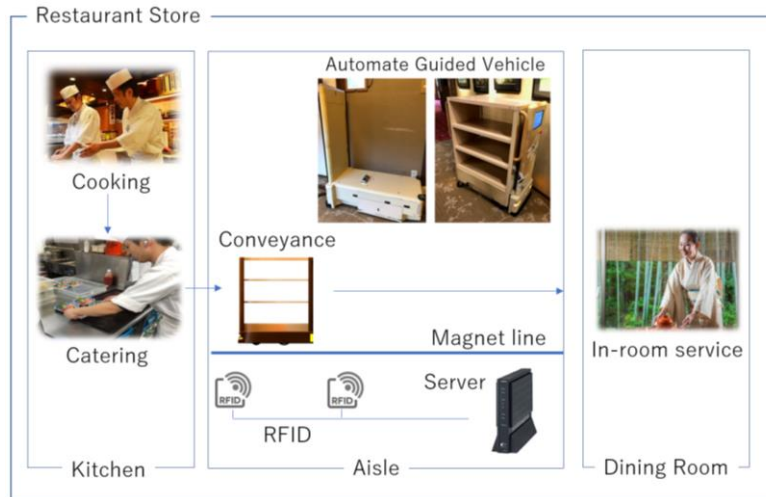 Restaurant Store
Automate Guided Vehicle
Cooking
Conveyance
Catering
Magnet line
In-room service
Server
RFID
RFID
RFID
Kitchen
Aisle
Dining Room